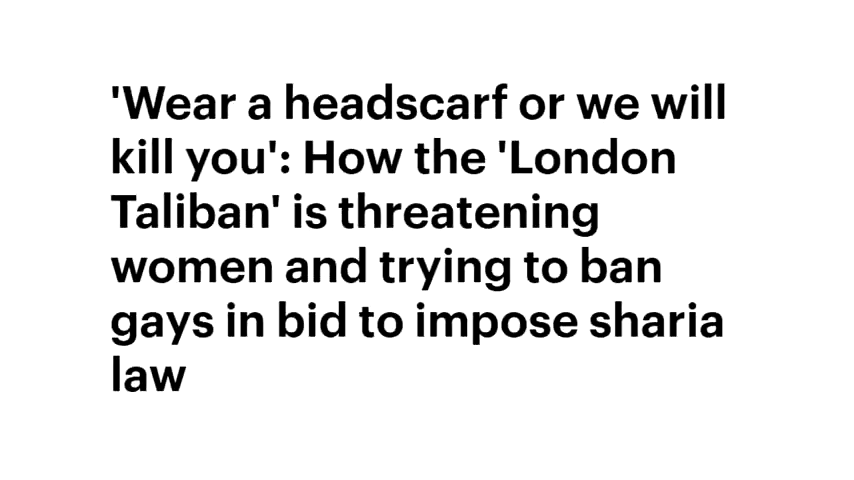 'Wear a headscarf or we will
kill you': How the 'London
Taliban' is threatening
women and trying to ban
gays in bid to impose sharia
law